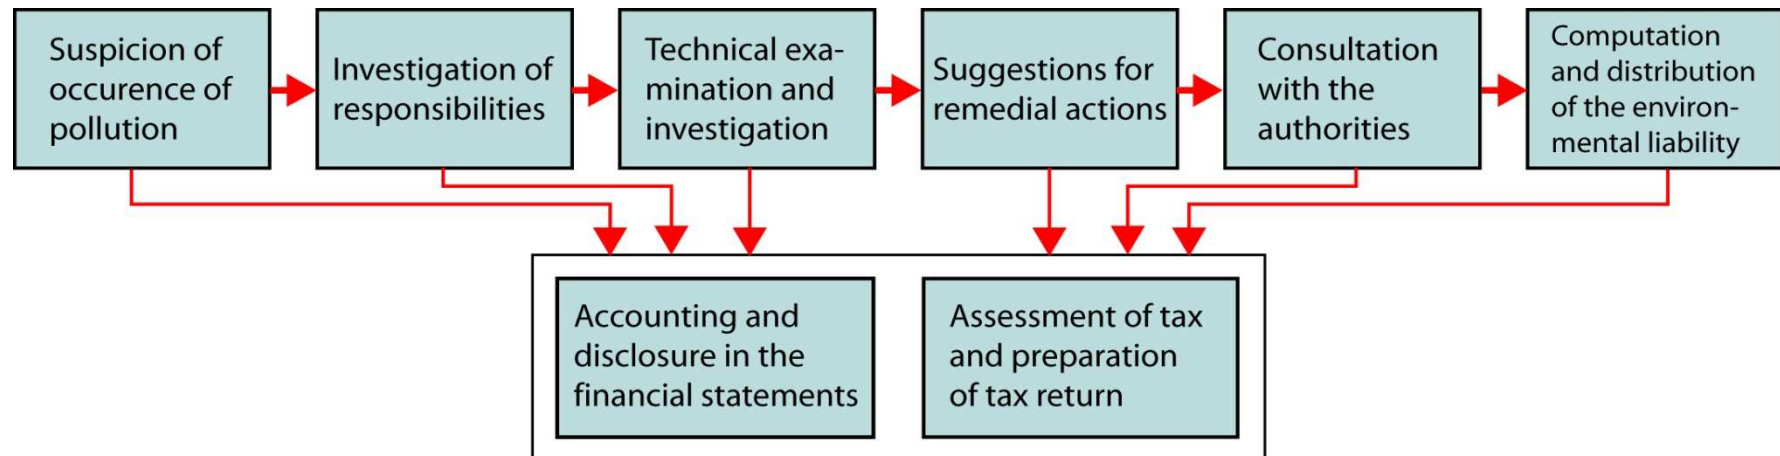 Suspicion of
occurence of
pollution
Investigation of
responsibilities
Technical exa-
mination and
investigation
Suggestions for
remedial actions
Consultation
with the
authorities
Computation
and distribution
of the environ-
mental liability
Accounting and
disclosure in the
financial statements
Assessment of tax
and preparation
of tax return